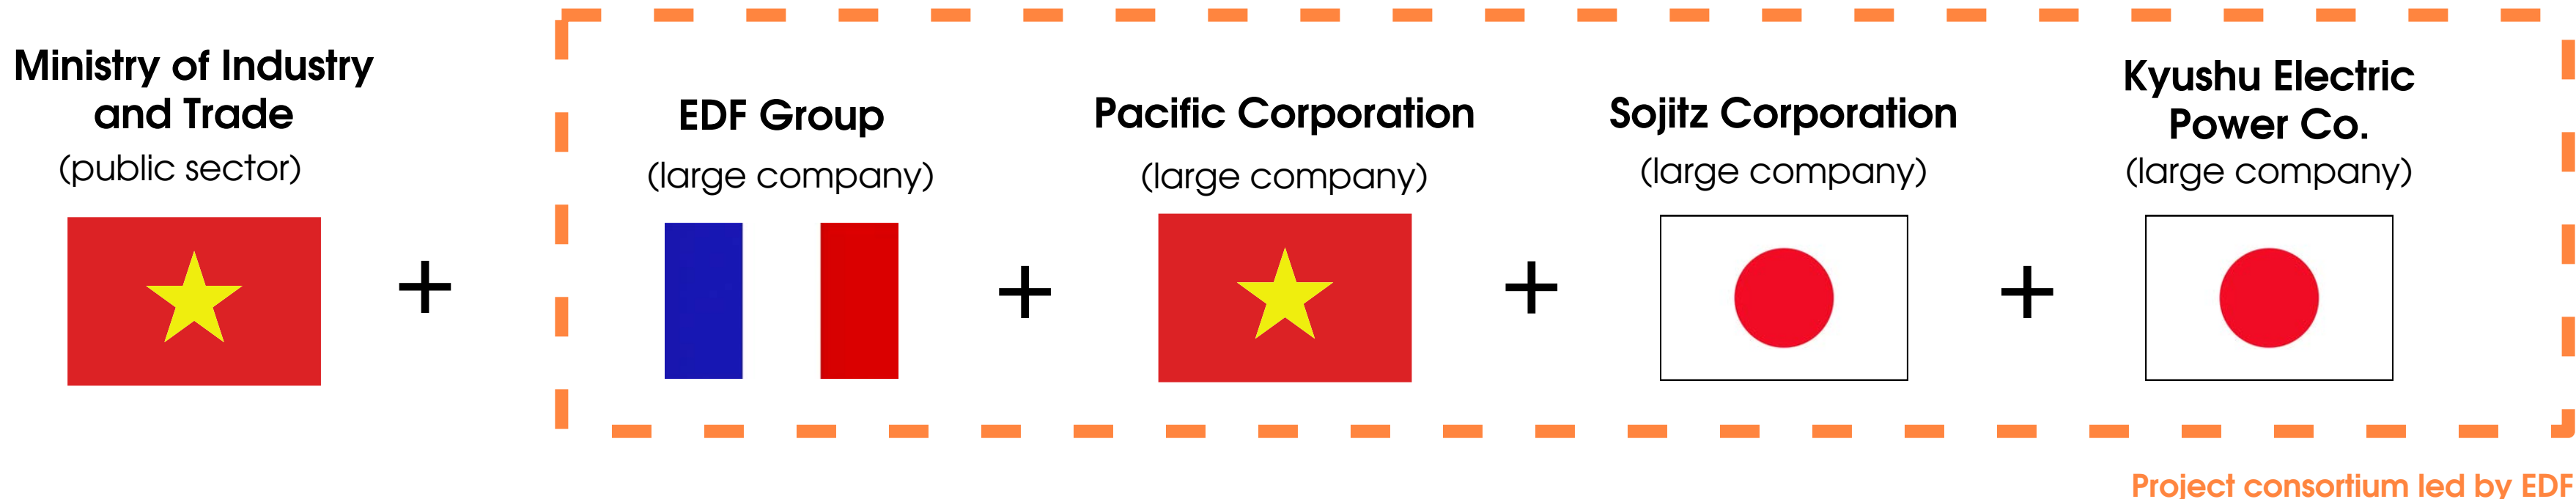 Ministry of Industry
and Trade
(public sector)
+
EDF Group
(large company)
+
Pacific Corporation
(large company)
+
Sojitz Corporation
(large company)
+
Kyushu Electric
Power Co.
(large company)
Project consortium led by EDF